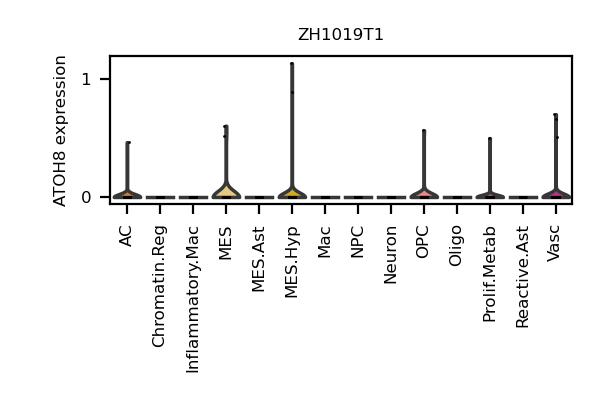 ZH1019T1
ATOH8 expression
1
0
AC
Chromatin.Reg
Inflammatory.Mac
MES
MES.Ast
MES.Hyp
Mac
NPC
Neuron
OPC
Oligo
Prolif.Metab
Reactive.Ast
Vasc